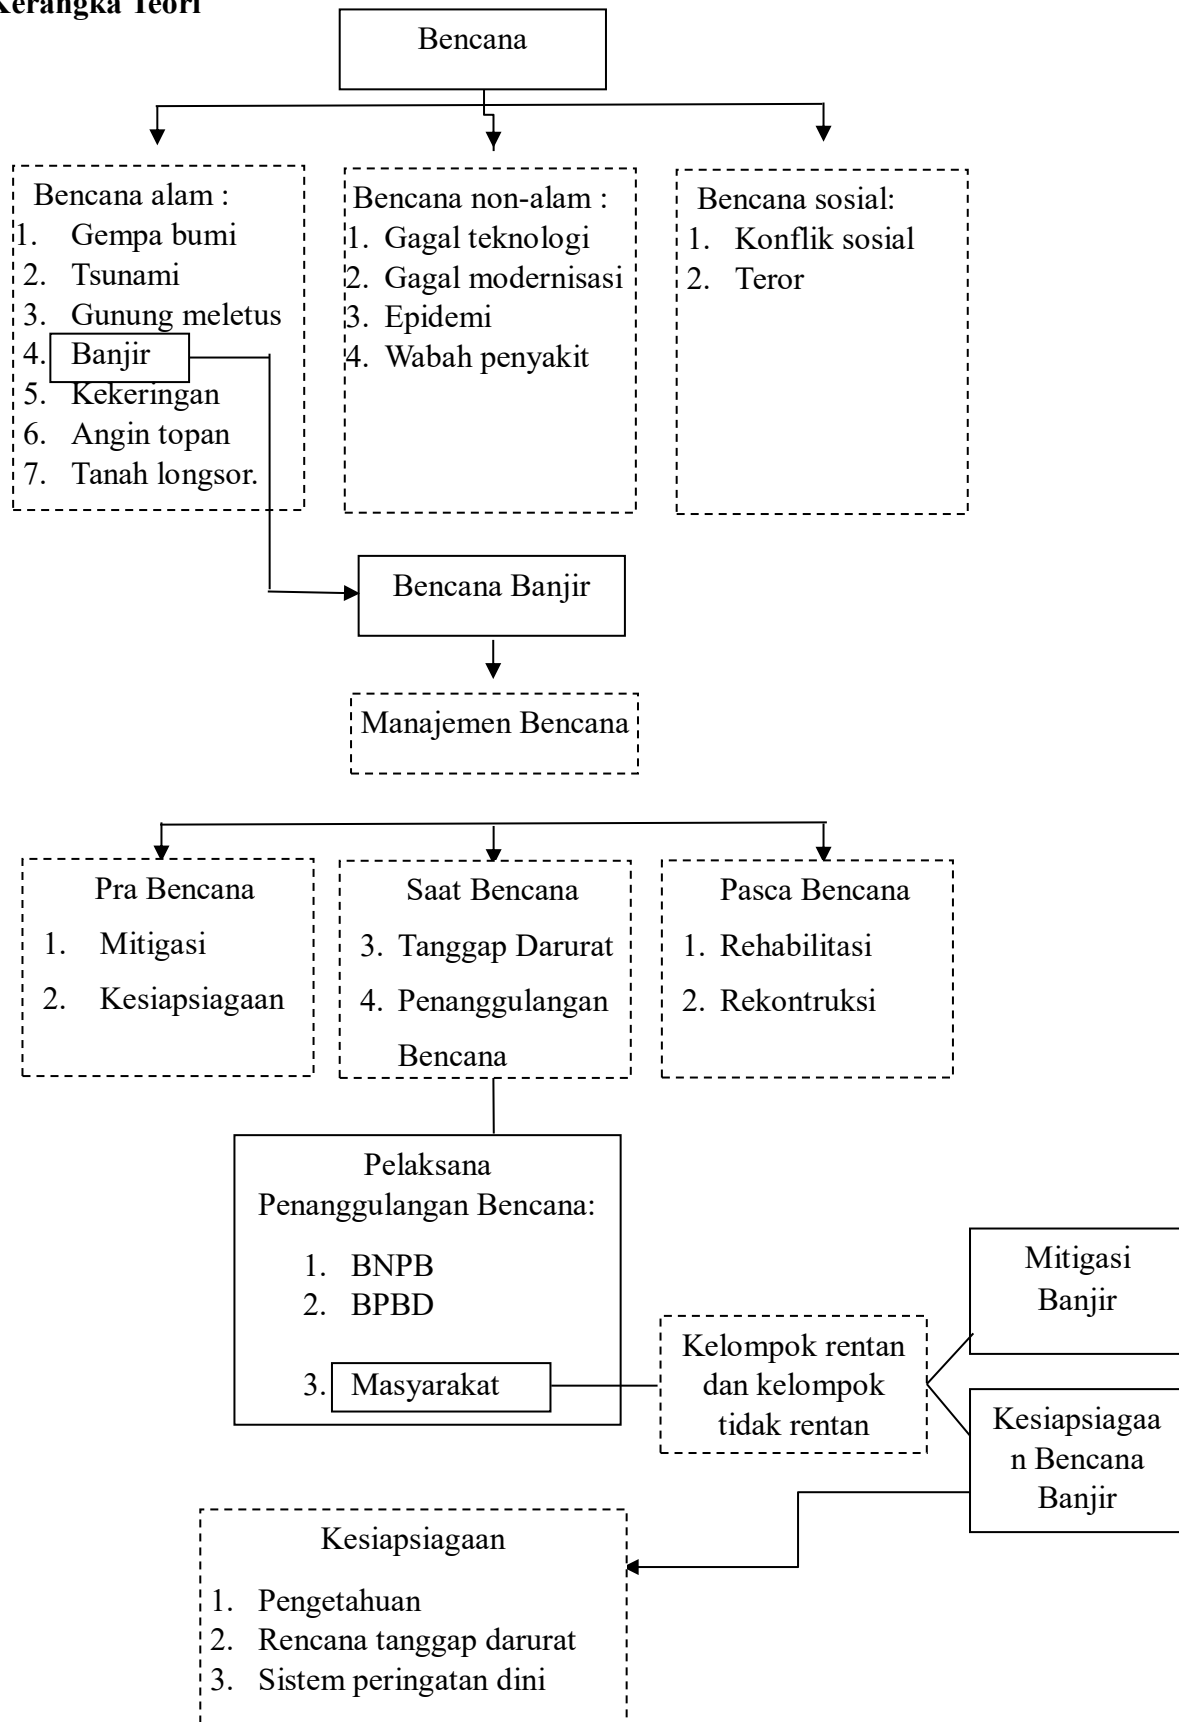 Kerangka Teori
Bencana
Bencana alam :
1. Gempa bumi
2. Tsunami
3. Gunung meletus
4. Banjir
5. Kekeringan
6. Angin topan
7. Tanah longsor.
Bencana non-alam :
1. Gagal teknologi
2. Gagal modernisasi
3. Epidemi
4. Wabah penyakit
Bencana sosial:
1. Konflik sosial
2. Teror
Bencana Banjir
Manajemen Bencana
Pra Bencana
1. Mitigasi
2. Kesiapsiagaan
Saat Bencana
3. Tanggap Darurat
4. Penanggulangan
Bencana
Pasca Bencana
1. Rehabilitasi
2. Rekontruksi
Pelaksana
Penanggulangan Bencana:
1. BNPB
2. BPBD
3. Masyarakat
Kelompok rentan
dan kelompok
tidak rentan
Mitigasi
Banjir
Kesiapsiagaa
n Bencana
Banjir
Kesiapsiagaan
1. Pengetahuan
2. Rencana tanggap darurat
3. Sistem peringatan dini